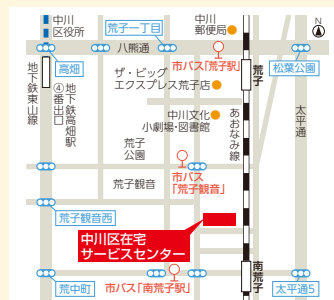 中川
区役所
荒子一丁目
中川
郵便局
N
八熊通
高畑
市バス「荒子駅」
松葉公園
ザ・ビッグ
エクスプレス荒子店
荒子
地下鉄東山線
地下鉄高畑駅
④番出口
中川文化
小劇場・図書館
あおなみ線
太平通
荒子
公園
市バス
「荒子観音」
荒子観音
荒子観音西
中川区在宅
サービスセンター
南荒子
荒中町
市バス「南荒子駅」
太平通5